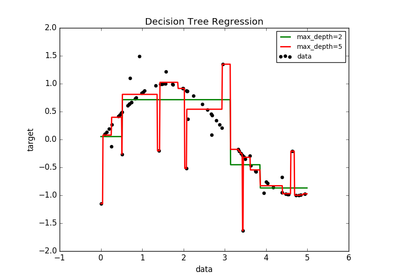 Decision Tree Regression
max_depth=2
max_depth=5
data
target
2.0
1.5
1.0
0.5
0.0
−0.5
−1.0
−1.5
−2.0
−1 0 1 2 3 4 5 6
data